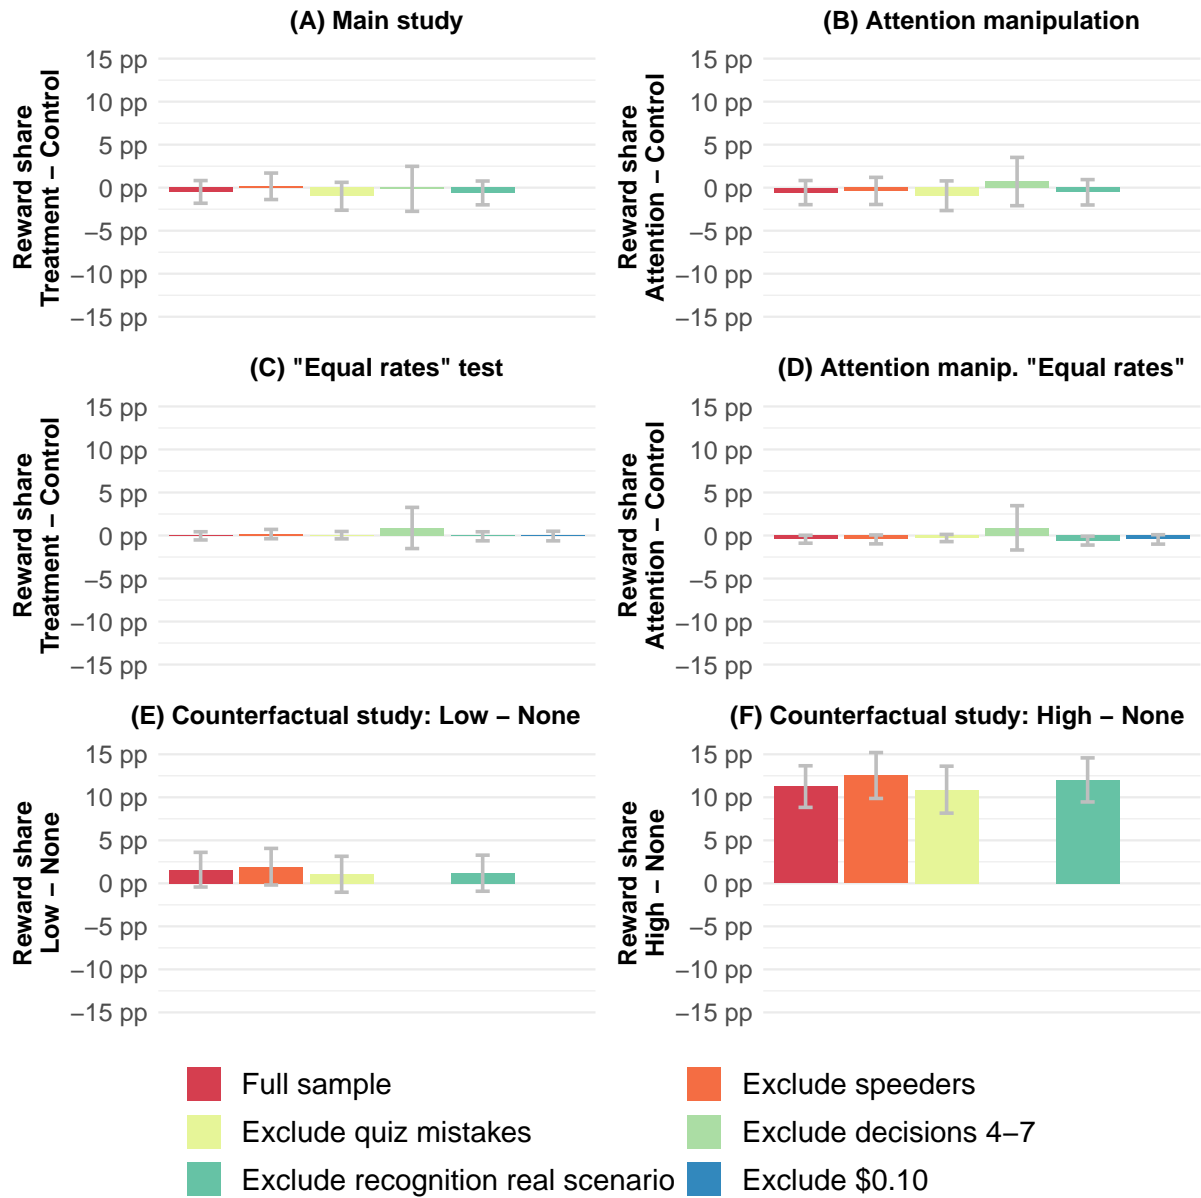 (A) Main study
Reward share
Treatment – Control
15 pp
10 pp
5 pp
0 pp
−5 pp
−10 pp
−15 pp
(B) Attention manipulation
Reward share
Attention – Control
15 pp
10 pp
5 pp
0 pp
−5 pp
−10 pp
−15 pp
(C) "Equal rates" test
Reward share
Treatment – Control
15 pp
10 pp
5 pp
0 pp
−5 pp
−10 pp
−15 pp
(D) Attention manip. "Equal rates"
Reward share
Attention – Control
15 pp
10 pp
5 pp
0 pp
−5 pp
−10 pp
−15 pp
(E) Counterfactual study: Low – None
Reward share
Low – None
15 pp
10 pp
5 pp
0 pp
−5 pp
−10 pp
−15 pp
(F) Counterfactual study: High – None
Reward share
High – None
15 pp
10 pp
5 pp
0 pp
−5 pp
−10 pp
−15 pp
Full sample
Exclude speeders
Exclude quiz mistakes
Exclude decisions 4–7
Exclude recognition real scenario
Exclude $0.10